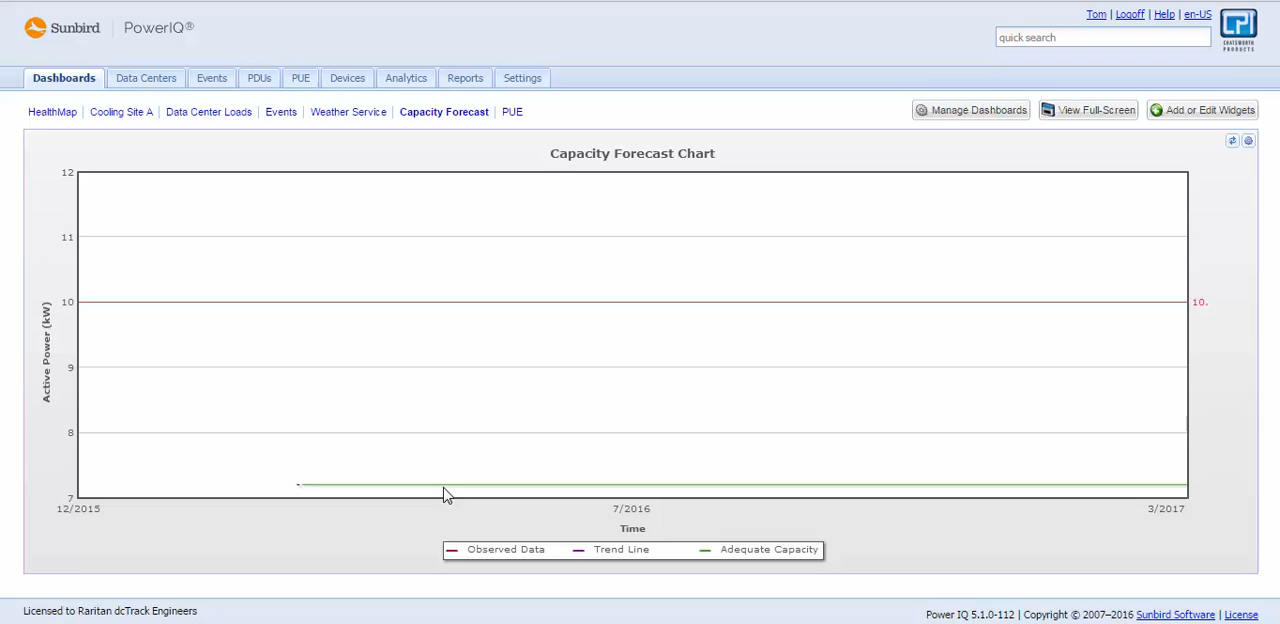 Sunbird PowerIQ®
Tom | Logoff | Help | en-US
quick search
CPI
CHATSWORTH
PRODUCTS
Dashboards Data Centers Events PDUs PUE Devices Analytics Reports Settings
HealthMap | Cooling Site A | Data Center Loads | Events | Weather Service | Capacity Forecast | PUE
Manage Dashboards View Full-Screen Add or Edit Widgets
Capacity Forecast Chart
12
11
10
10.
9
8
7
Active Power (kW)
12/2015 7/2016 3/2017
Time
Observed Data Trend Line Adequate Capacity
Licensed to Raritan dcTrack Engineers
Power IQ 5.1.0-112 | Copyright © 2007–2016 Sunbird Software | License